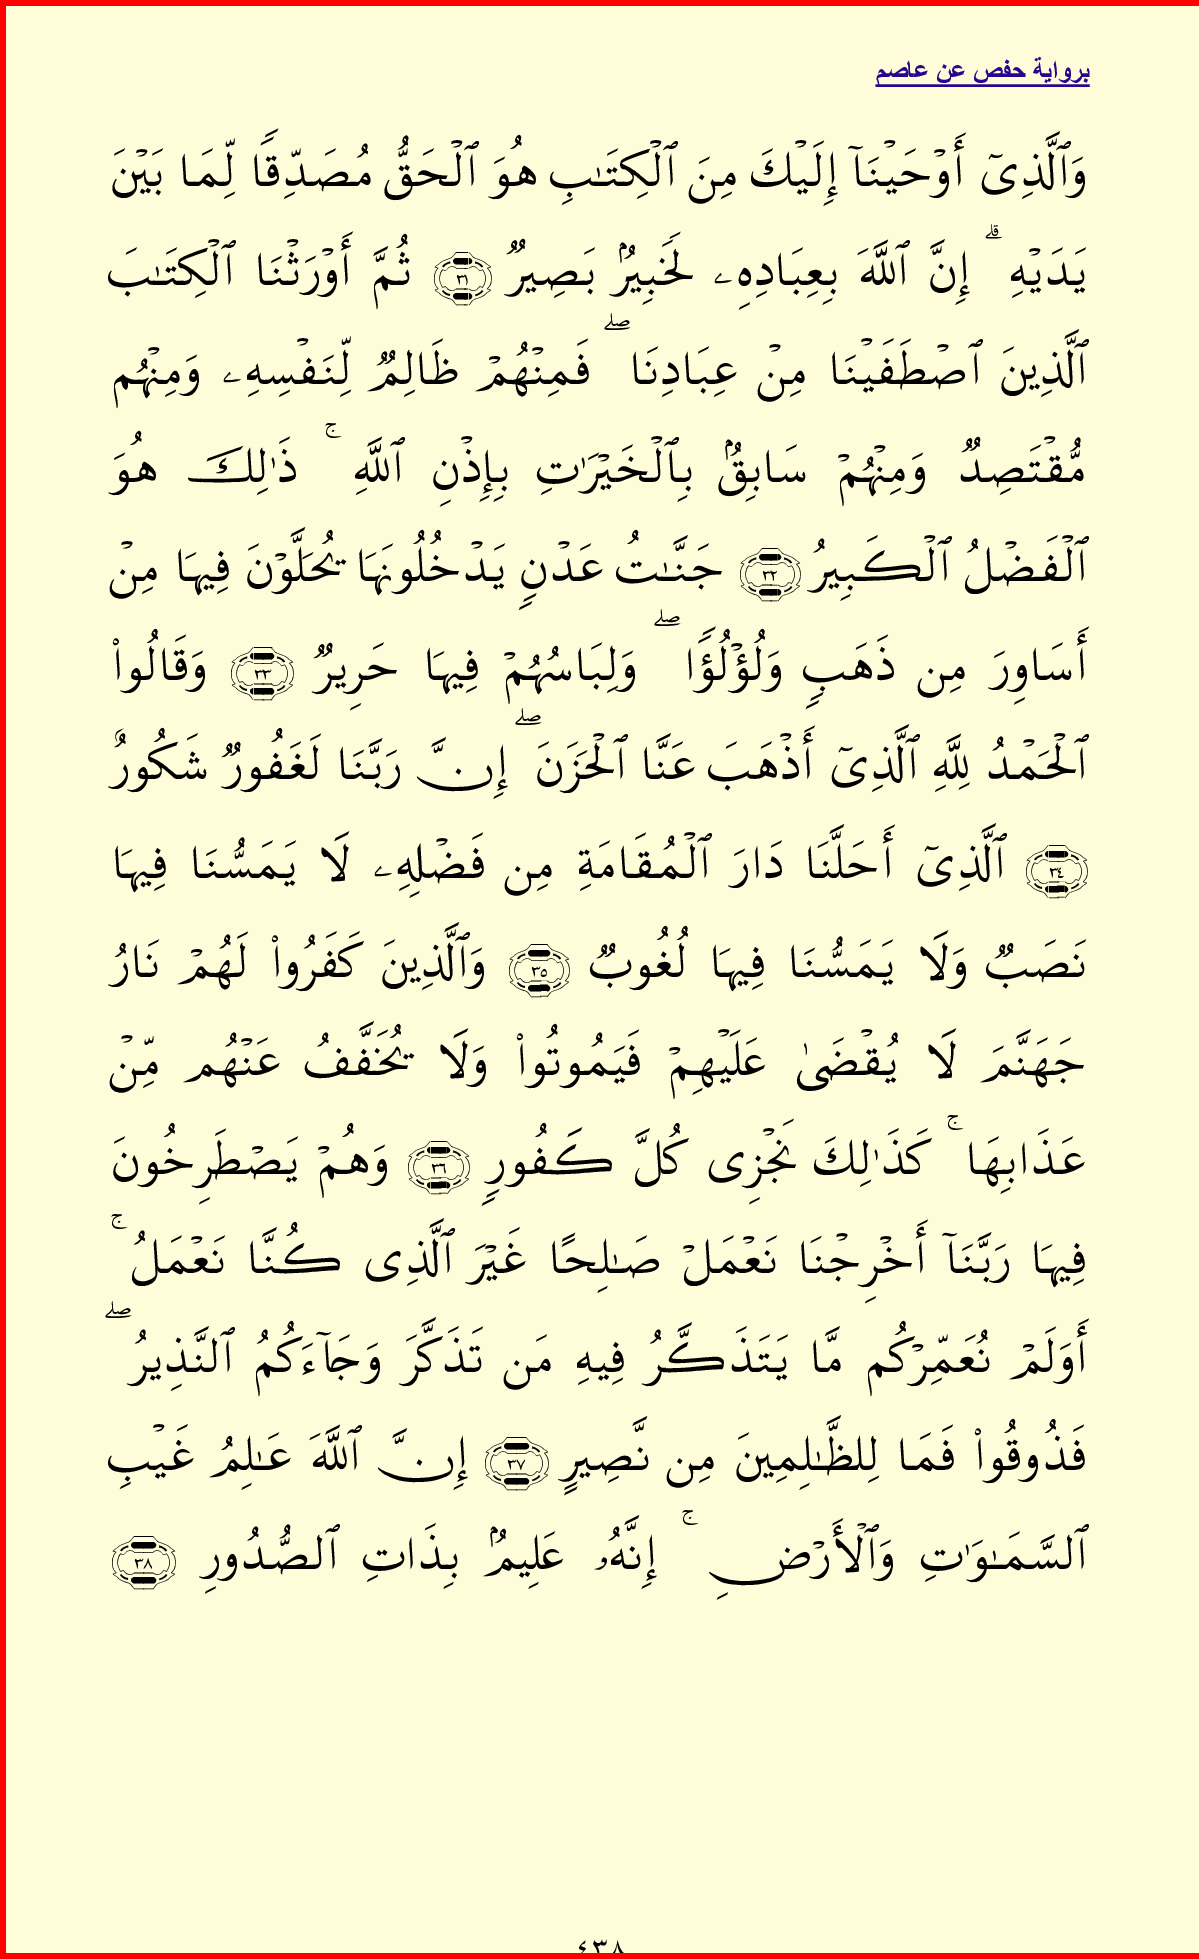 برواية حفص عن عاصم
وَٱلَّذِىٓ أَوۡحَيۡنَآ إِلَيۡكَ مِنَ ٱلۡكِتَـٰبِ هُوَ ٱلۡحَقُّ مُصَدِّقًا لِّمَا بَيۡنَ
يَدَيۡهِ ۗ إِنَّ ٱللَّهَ بِعِبَادِهِۦ لَخَبِيرُۢ بَصِيرٌ ﴿٣١﴾ ثُمَّ أَوۡرَثۡنَا ٱلۡكِتَـٰبَ
ٱلَّذِينَ ٱصۡطَفَيۡنَا مِنۡ عِبَادِنَا ۖ فَمِنۡهُمۡ ظَالِمٌ لِّنَفۡسِهِۦ وَمِنۡهُم
مُّقۡتَصِدٌ وَمِنۡهُمۡ سَابِقُۢ بِٱلۡخَيۡرَٰتِ بِإِذۡنِ ٱللَّهِ ۚ ذَٰلِكَ هُوَ
ٱلۡفَضۡلُ ٱلۡكَبِيرُ ﴿٣٢﴾ جَنَّـٰتُ عَدۡنٍ يَدۡخُلُونَهَا يُحَلَّوۡنَ فِيهَا مِنۡ
أَسَاوِرَ مِن ذَهَبٍ وَلُؤۡلُؤًا ۖ وَلِبَاسُهُمۡ فِيهَا حَرِيرٌ ﴿٣٣﴾ وَقَالُواْ
ٱلۡحَمۡدُ لِلَّهِ ٱلَّذِىٓ أَذۡهَبَ عَنَّا ٱلۡحَزَنَ ۖ إِنَّ رَبَّنَا لَغَفُورٌ شَكُورٌ
﴿٣٤﴾ ٱلَّذِىٓ أَحَلَّنَا دَارَ ٱلۡمُقَامَةِ مِن فَضۡلِهِۦ لَا يَمَسُّنَا فِيهَا
نَصَبٌ وَلَا يَمَسُّنَا فِيهَا لُغُوبٌ ﴿٣٥﴾ وَٱلَّذِينَ كَفَرُواْ لَهُمۡ نَارُ
جَهَنَّمَ لَا يُقۡضَىٰ عَلَيۡهِمۡ فَيَمُوتُواْ وَلَا يُخَفَّفُ عَنۡهُم مِّنۡ
عَذَابِهَا ۚ كَذَٰلِكَ نَجۡزِى كُلَّ كَفُورٍ ﴿٣٦﴾ وَهُمۡ يَصۡطَرِخُونَ
فِيهَا رَبَّنَآ أَخۡرِجۡنَا نَعۡمَلۡ صَـٰلِحًا غَيۡرَ ٱلَّذِى كُنَّا نَعۡمَلُ ۚ
أَوَلَمۡ نُعَمِّرۡكُم مَّا يَتَذَكَّرُ فِيهِ مَن تَذَكَّرَ وَجَآءَكُمُ ٱلنَّذِيرُ ۖ
فَذُوقُواْ فَمَا لِلظَّـٰلِمِينَ مِن نَّصِيرٍ ﴿٣٧﴾ إِنَّ ٱللَّهَ عَـٰلِمُ غَيۡبِ
ٱلسَّمَـٰوَٰتِ وَٱلۡأَرۡضِ ۚ إِنَّهُۥ عَلِيمُۢ بِذَاتِ ٱلصُّدُورِ ﴿٣٨﴾
٤٣٨